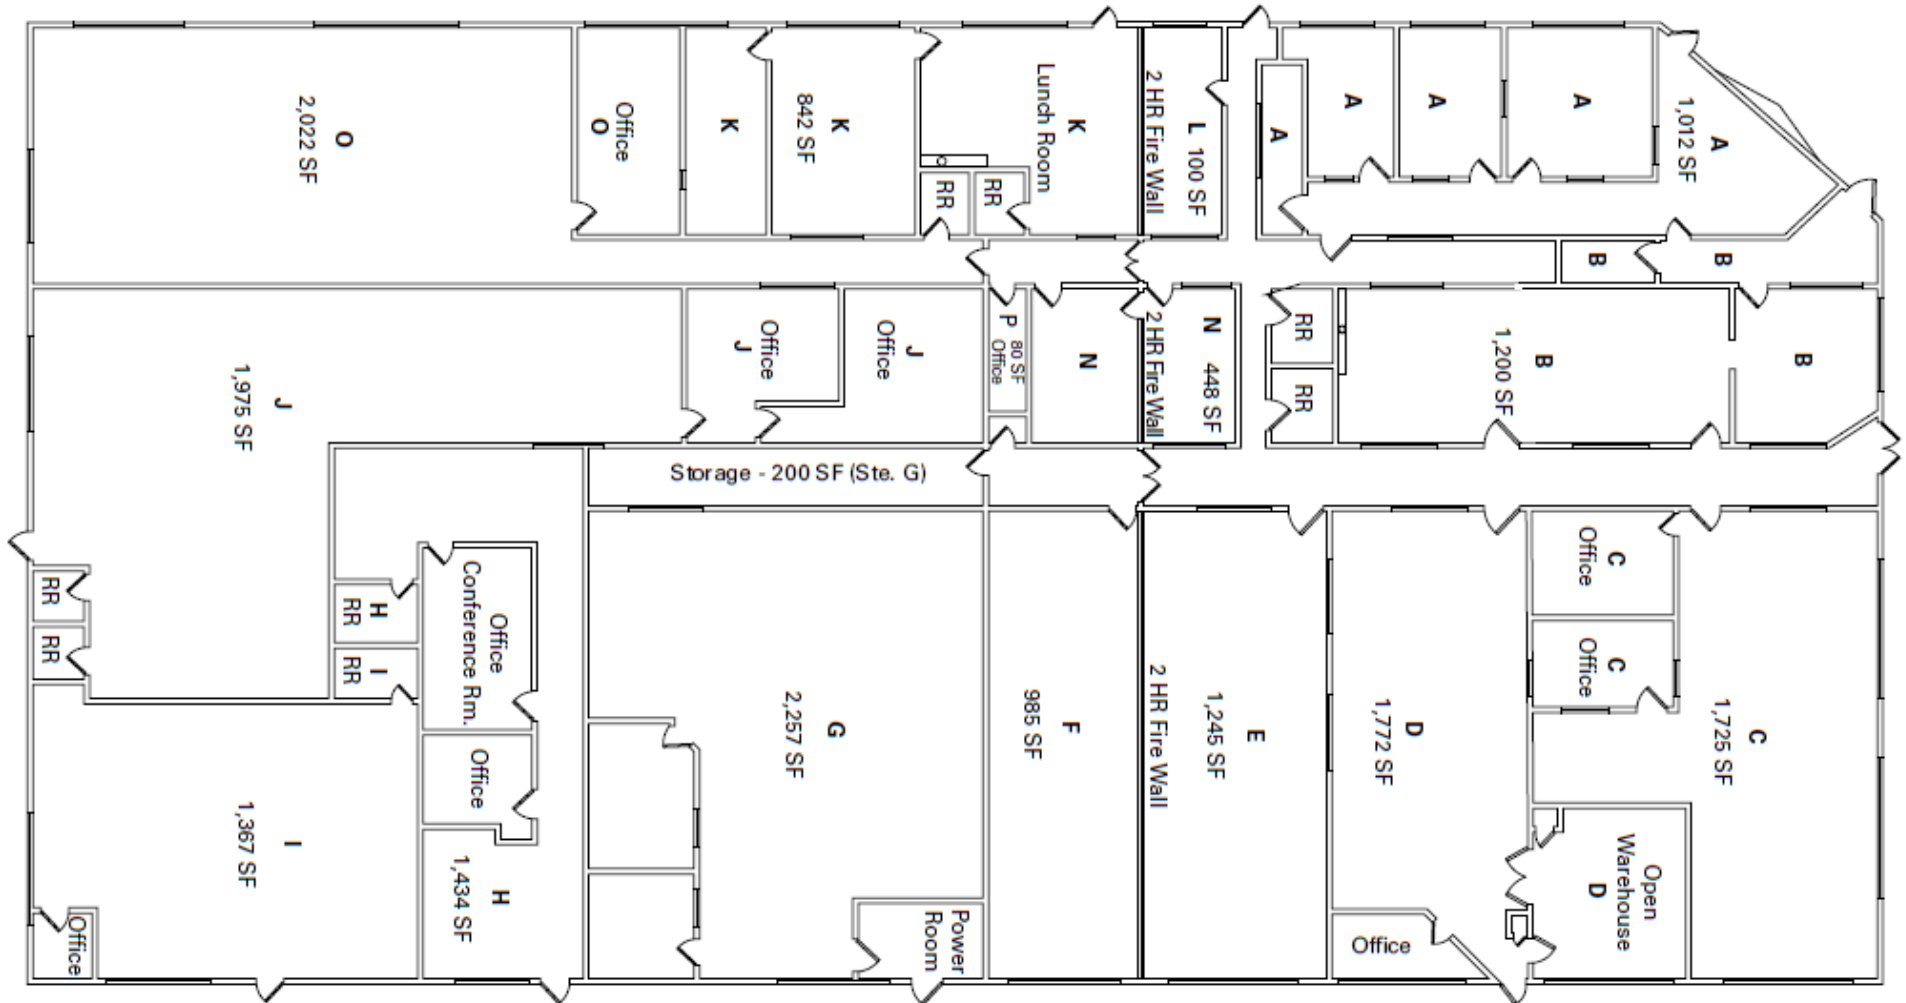 O
2,022 SF
Office
O
K
K
842 SF
K
Lunch Room
RR
RR
2 HR Fire Wall
L 100 SF
A
A
A
A
A
1,012 SF
B
B
J
1,975 SF
Office
J
J
Office
P 80 SF
Office
N
2 HR Fire Wall
N 448 SF
RR
RR
B
1,200 SF
B
Storage - 200 SF (Ste. G)
RR
RR
H
RR
I
RR
Office
Conference Rm.
Office
H
1,434 SF
I
1,367 SF
Office
G
2,257 SF
Power
Room
F
985 SF
2 HR Fire Wall
E
1,245 SF
D
1,772 SF
Office
C
Office
C
Office
C
1,725 SF
Open
Warehouse
D